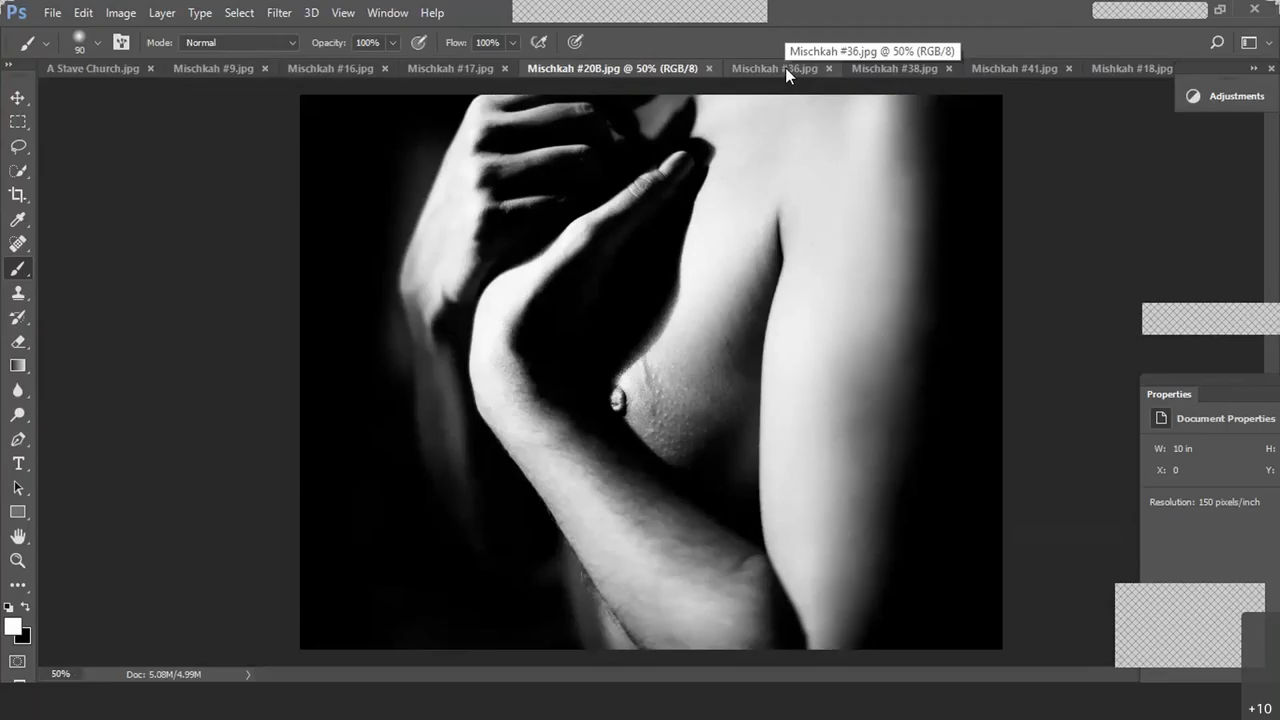 Ps File Edit Image Layer Type Select Filter 3D View Window Help
90 Mode: Normal Opacity: 100% Flow: 100%
Mischkah #36.jpg @ 50% (RGB/8)
A Stave Church.jpg Mischkah #9.jpg Mischkah #16.jpg Mischkah #17.jpg Mischkah #20B.jpg @ 50% (RGB/8) Mischkah #36.jpg Mischkah #38.jpg Mischkah #41.jpg Mishkah #18.jpg
Adjustments
Properties
Document Properties
W: 10 in H:
X: 0 Y:
Resolution: 150 pixels/inch
50% Doc: 5.08M/4.99M
+10